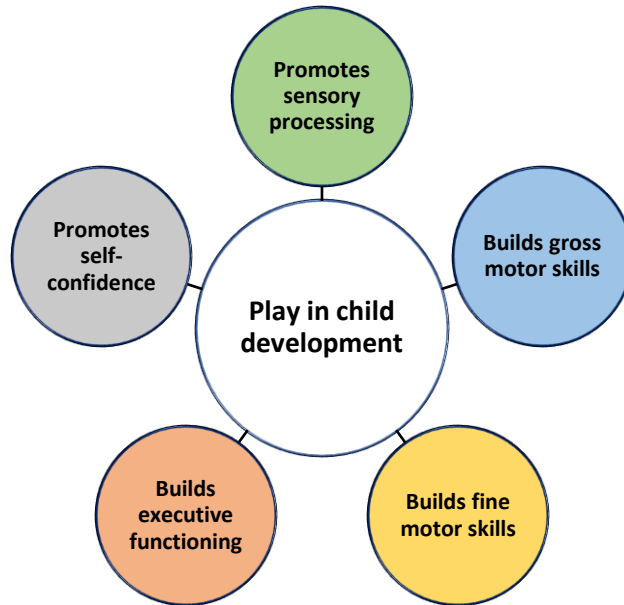 Promotes
sensory
processing
Promotes
self-
confidence
Builds gross
motor skills
Play in child
development
Builds
executive
functioning
Builds fine
motor skills